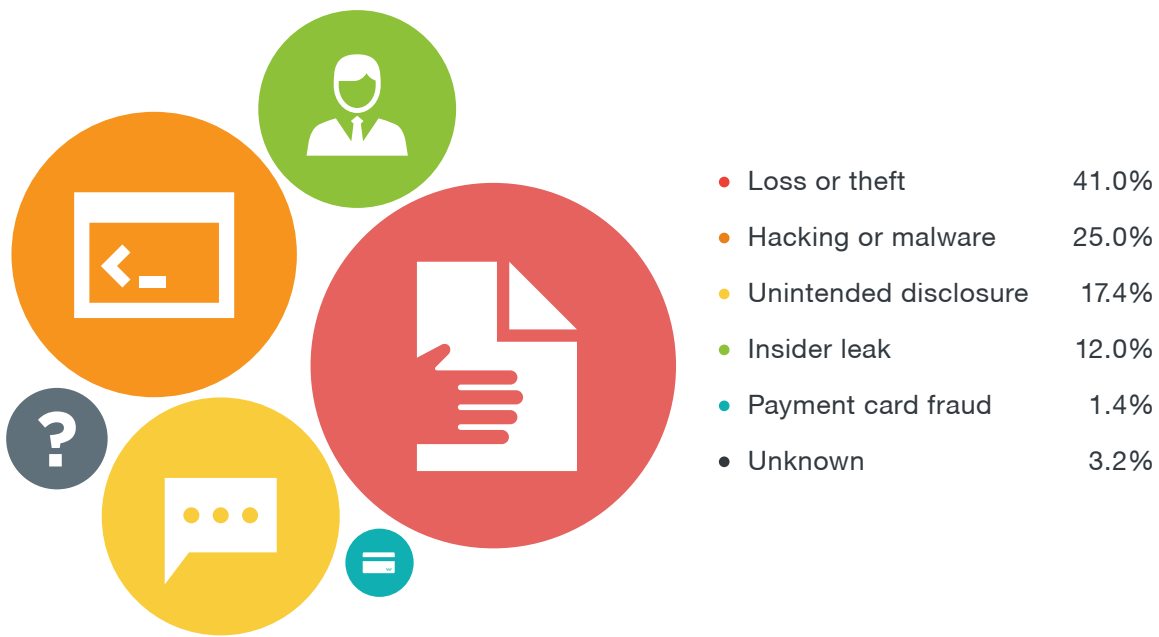 Loss or theft 41.0%
Hacking or malware 25.0%
Unintended disclosure 17.4%
Insider leak 12.0%
Payment card fraud 1.4%
Unknown 3.2%
?